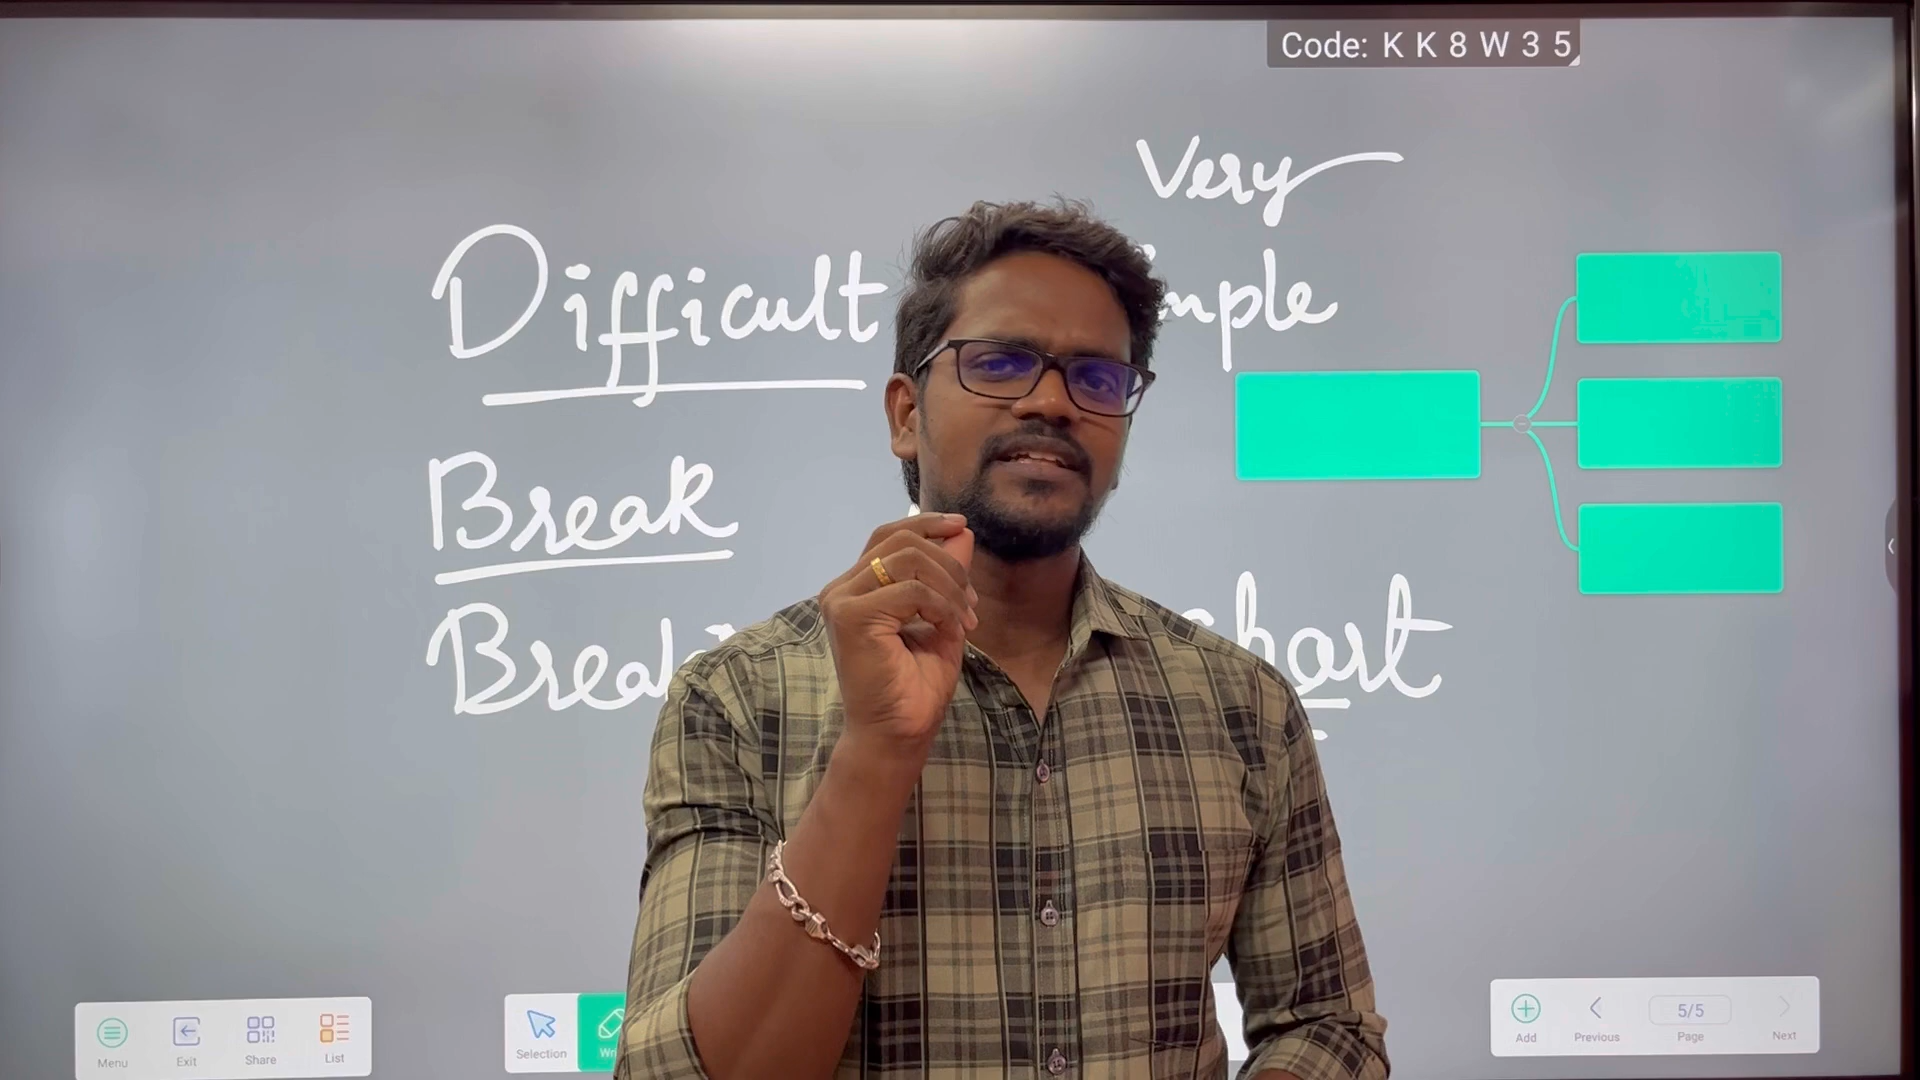 Code: K K 8 W 3 5
Very
Difficult
Break
Menu
Exit
Share
List
Selection
Add
Previous
5/5
Page
Next